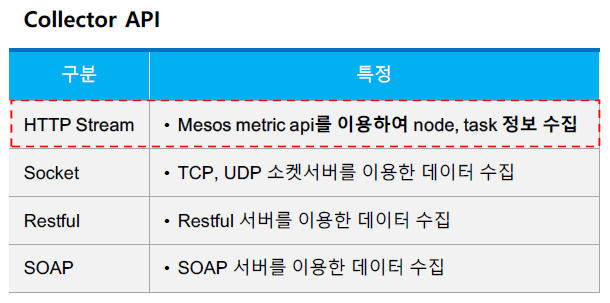 Collector API
구분 특정
HTTP Stream • Mesos metric api를 이용하여 node, task 정보 수집
Socket • TCP, UDP 소켓서버를 이용한 데이터 수집
Restful • Restful 서버를 이용한 데이터 수집
SOAP • SOAP 서버를 이용한 데이터 수집